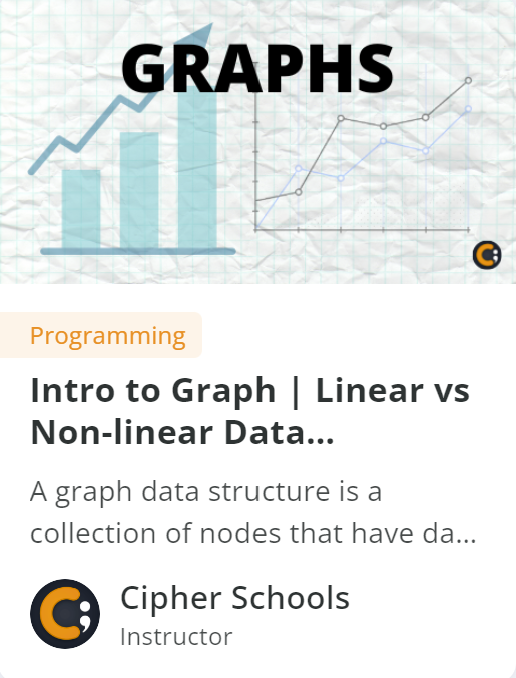 GRAPHS
Programming
Intro to Graph | Linear vs
Non-linear Data...
A graph data structure is a
collection of nodes that have da...
Cipher Schools
Instructor